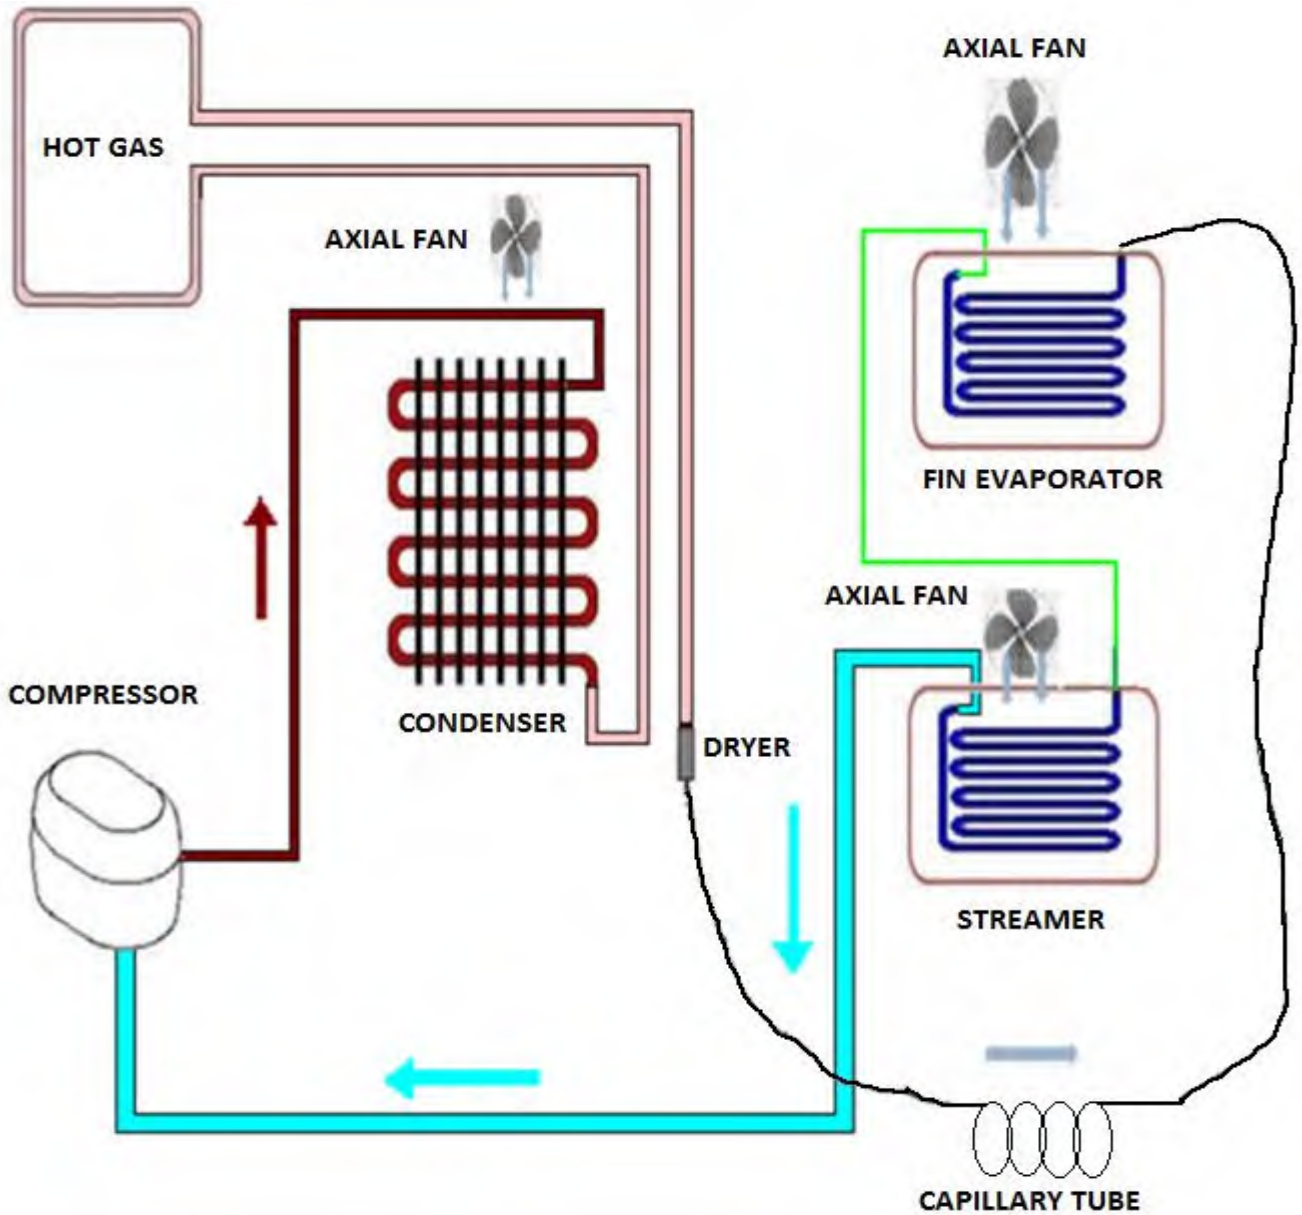 AXIAL FAN
HOT GAS
AXIAL FAN
FIN EVAPORATOR
AXIAL FAN
COMPRESSOR
CONDENSER
DRYER
STREAMER
CAPILLARY TUBE